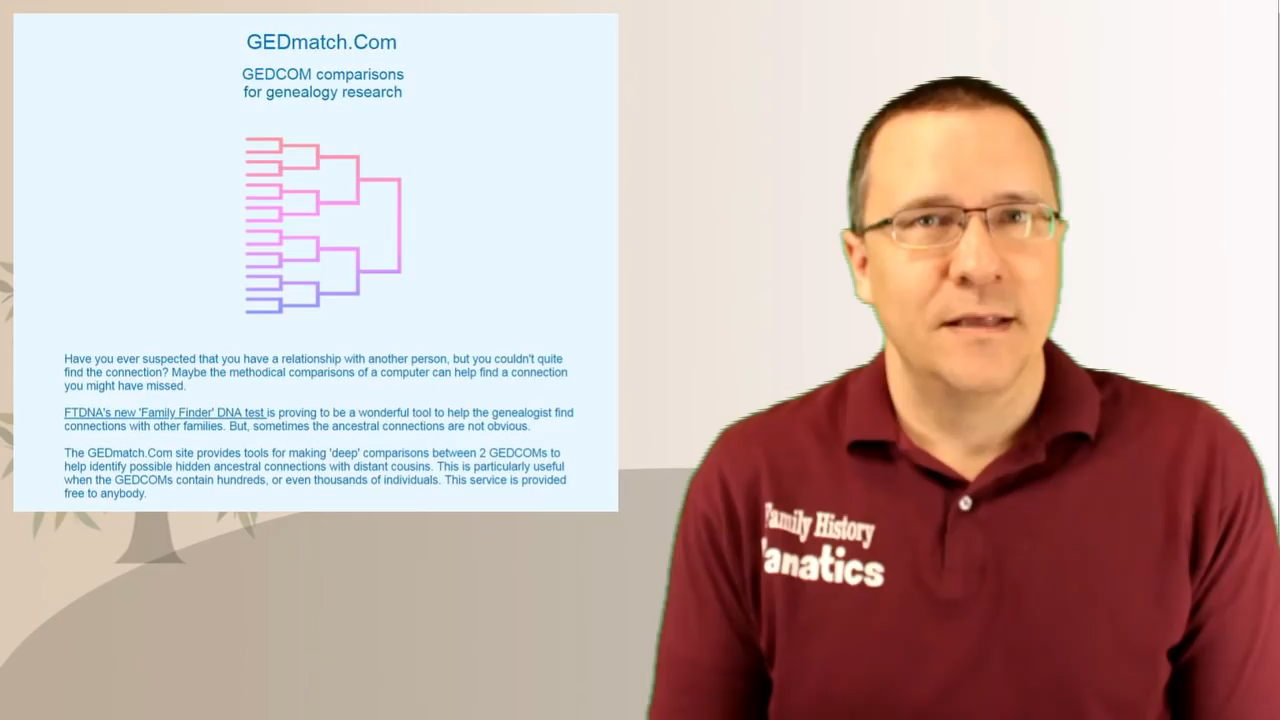 GEDmatch.Com
GEDCOM comparisons
for genealogy research
Have you ever suspected that you have a relationship with another person, but you couldn't quite
find the connection? Maybe the methodical comparisons of a computer can help find a connection
you might have missed.
FTDNA's new 'Family Finder' DNA test is proving to be a wonderful tool to help the genealogist find
connections with other families. But, sometimes the ancestral connections are not obvious.
The GEDmatch.Com site provides tools for making 'deep' comparisons between 2 GEDCOMs to
help identify possible hidden ancestral connections with distant cousins. This is particularly useful
when the GEDCOMs contain hundreds, or even thousands of individuals. This service is provided
free to anybody.
Family History
Fanatics